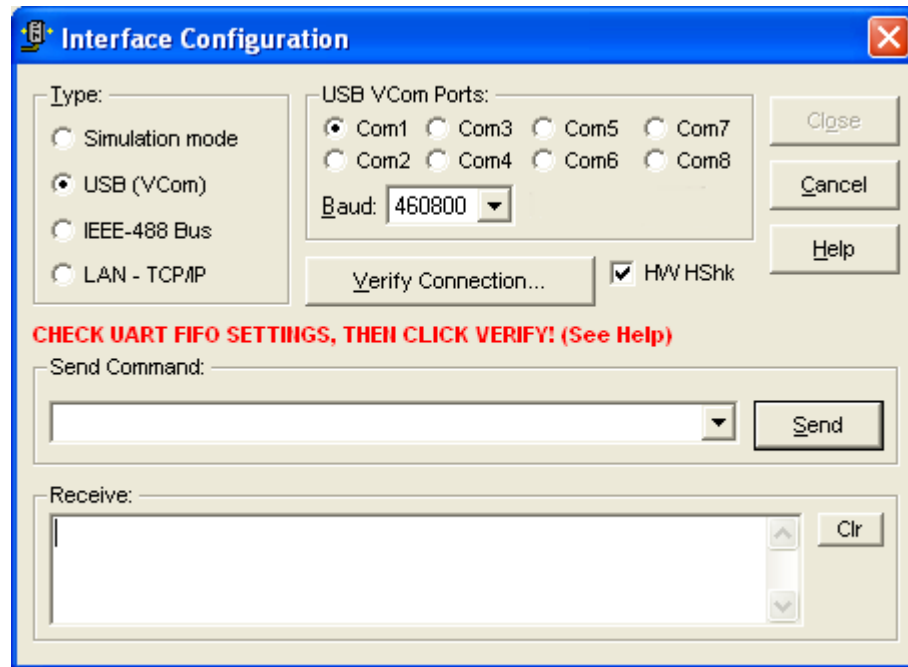 Interface Configuration
Type:
Simulation mode
USB (VCom)
IEEE-488 Bus
LAN - TCP/IP
USB VCom Ports:
Com1 Com3 Com5 Com7
Com2 Com4 Com6 Com8
Baud: 460800
Verify Connection...
HW HShk
Close
Cancel
Help
CHECK UART FIFO SETTINGS, THEN CLICK VERIFY! (See Help)
Send Command:
Send
Receive:
Clr